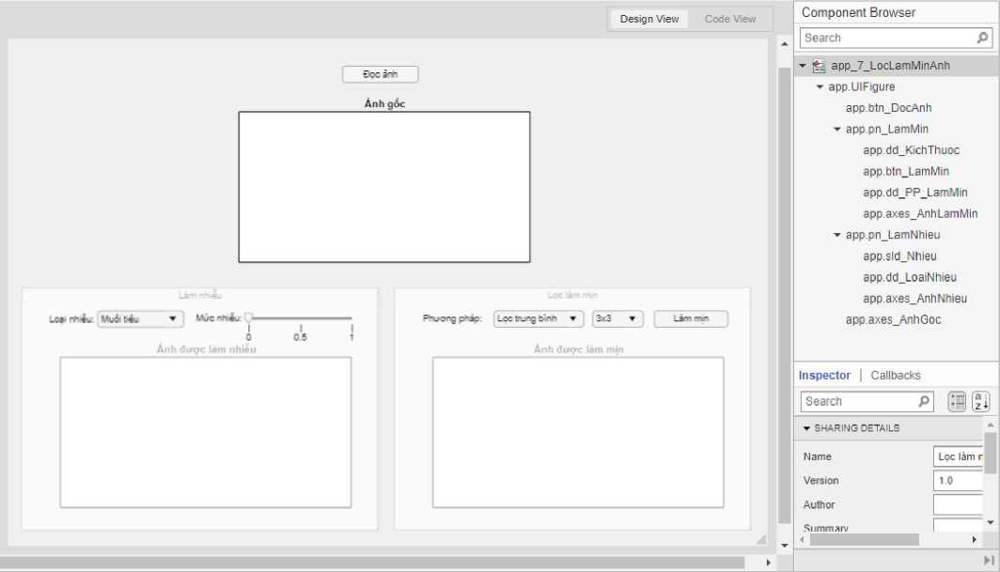 Design View
Code View
Đọc ảnh
Ảnh gốc
Làm nhiễu
Loại nhiễu:
Muối tiêu
Mức nhiễu:
0
0.5
1
Ảnh được làm nhiễu
Lọc làm mịn
Phương pháp:
Lọc trung bình
3x3
Làm mịn
Ảnh được làm mịn
Component Browser
Search
app_7_LocLamMinAnh
app.UIFigure
app.btn_DocAnh
app.pn_LamMin
app.dd_KichThuoc
app.btn_LamMin
app.dd_PP_LamMin
app.axes_AnhLamMin
app.pn_LamNhieu
app.sld_Nhieu
app.dd_LoaiNhieu
app.axes_AnhNhieu
app.axes_AnhGoc
Inspector | Callbacks
Search
SHARING DETAILS
Name
Lọc làm
Version
1.0
Author
Summary